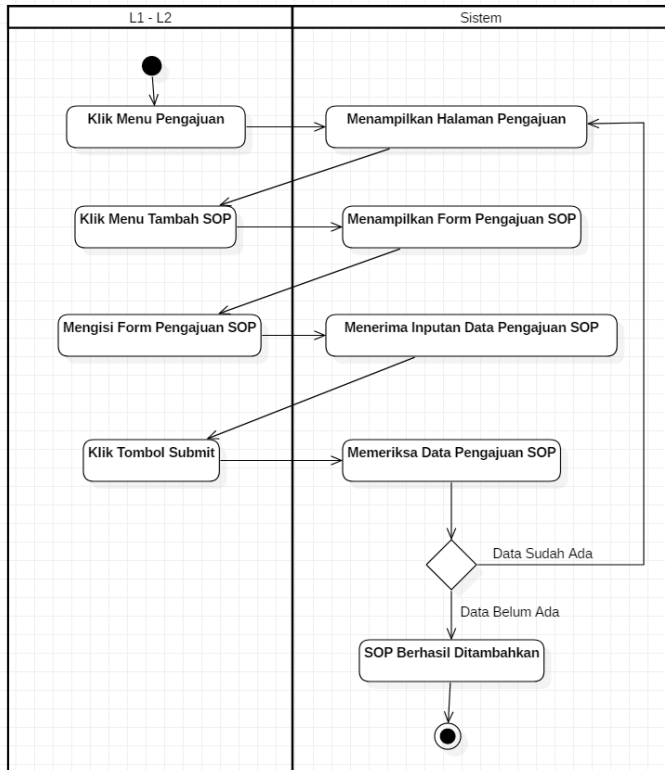 L1 - L2
Sistem
Klik Menu Pengajuan
Menampilkan Halaman Pengajuan
Klik Menu Tambah SOP
Menampilkan Form Pengajuan SOP
Mengisi Form Pengajuan SOP
Menerima Inputan Data Pengajuan SOP
Klik Tombol Submit
Memeriksa Data Pengajuan SOP
Data Sudah Ada
Data Belum Ada
SOP Berhasil Ditambahkan